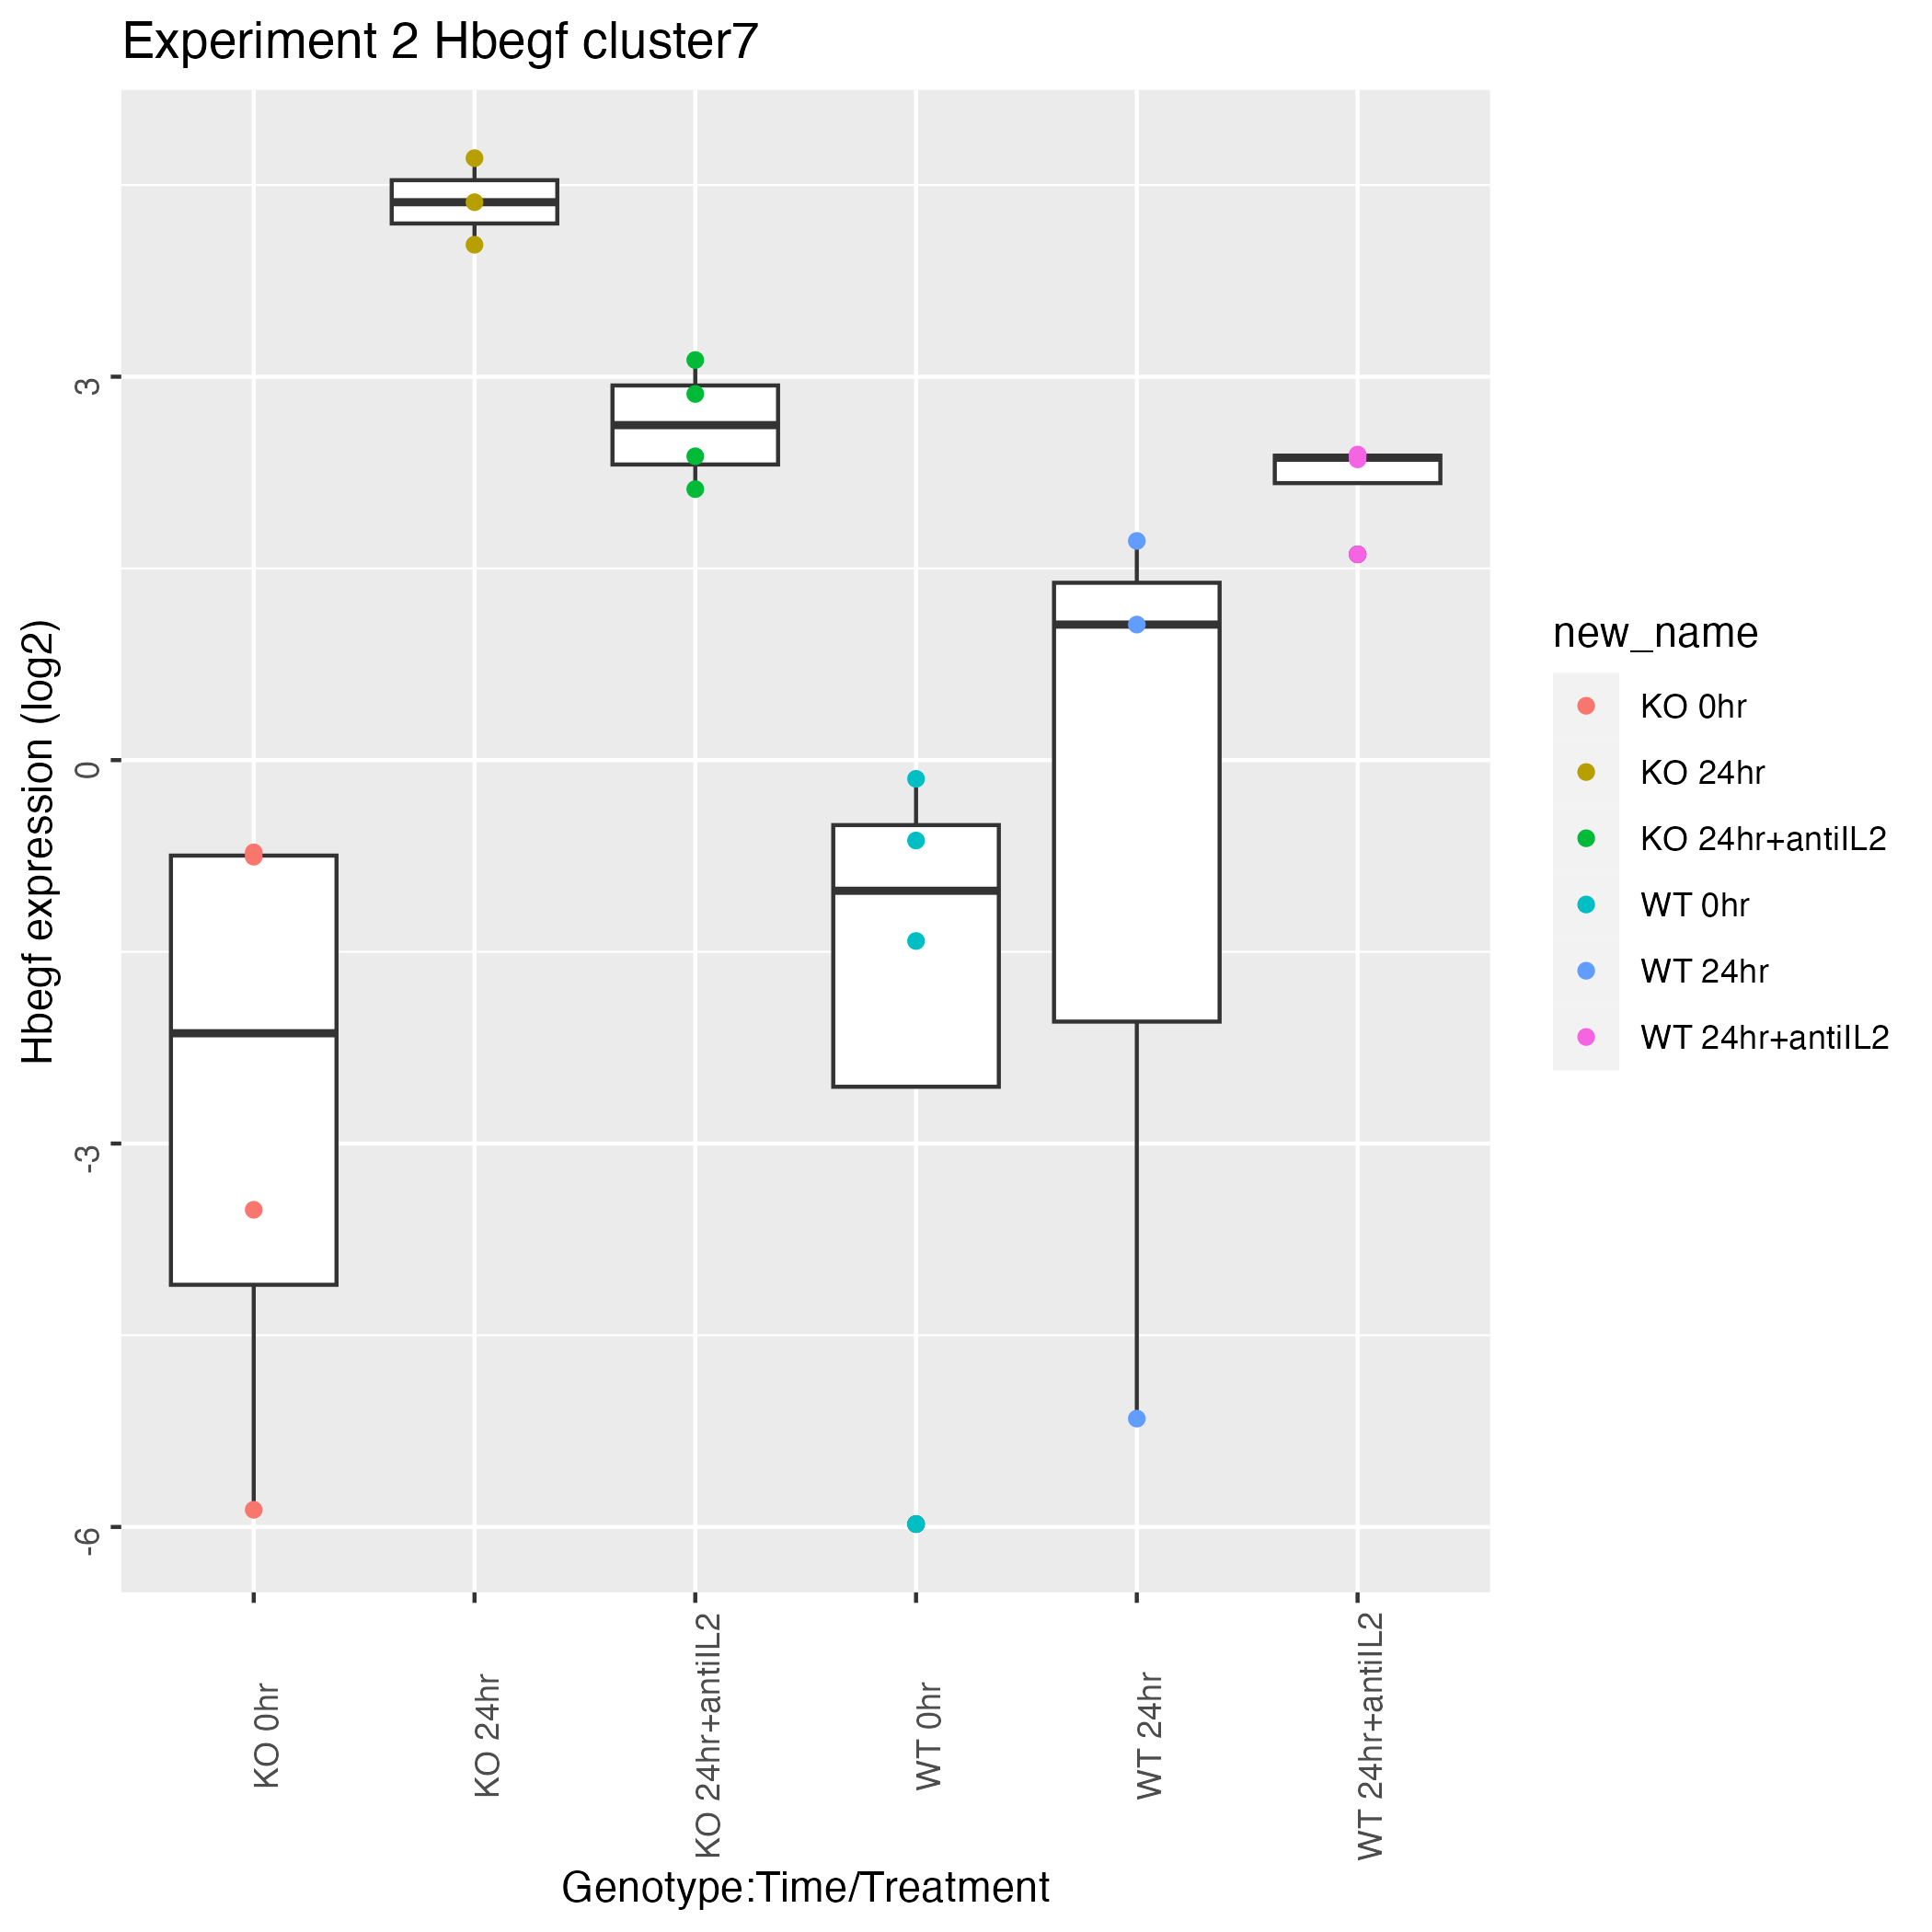 Experiment 2 Hbegf cluster7
Hbegf expression (log2)
3
0
-3
-6
KO 0hr
KO 24hr
KO 24hr+antiIL2
WT 0hr
WT 24hr
WT 24hr+antiIL2
Genotype:Time/Treatment
new_name
KO 0hr
KO 24hr
KO 24hr+antiIL2
WT 0hr
WT 24hr
WT 24hr+antiIL2